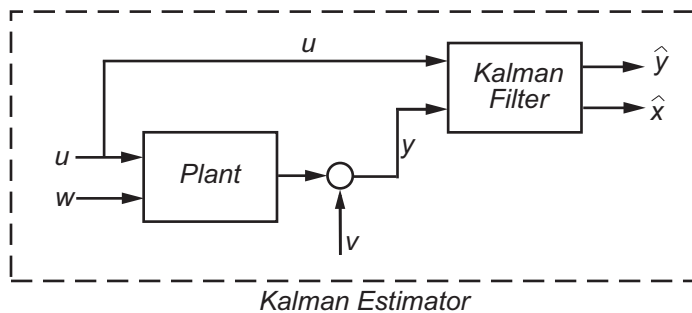 u
Kalman
Filter
ŷ
x̂
y
u
Plant
w
v
Kalman Estimator